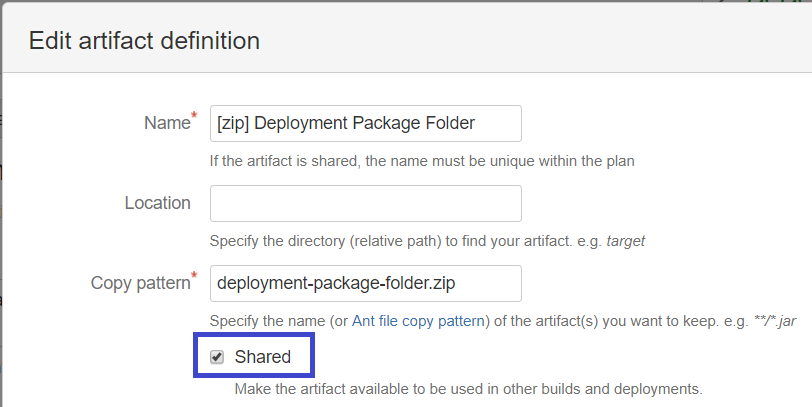 Edit artifact definition
Name*
[zip] Deployment Package Folder
If the artifact is shared, the name must be unique within the plan
Location
Specify the directory (relative path) to find your artifact. e.g. target
Copy pattern*
deployment-package-folder.zip
Specify the name (or Ant file copy pattern) of the artifact(s) you want to keep. e.g. **/*.jar
Shared
Make the artifact available to be used in other builds and deployments.